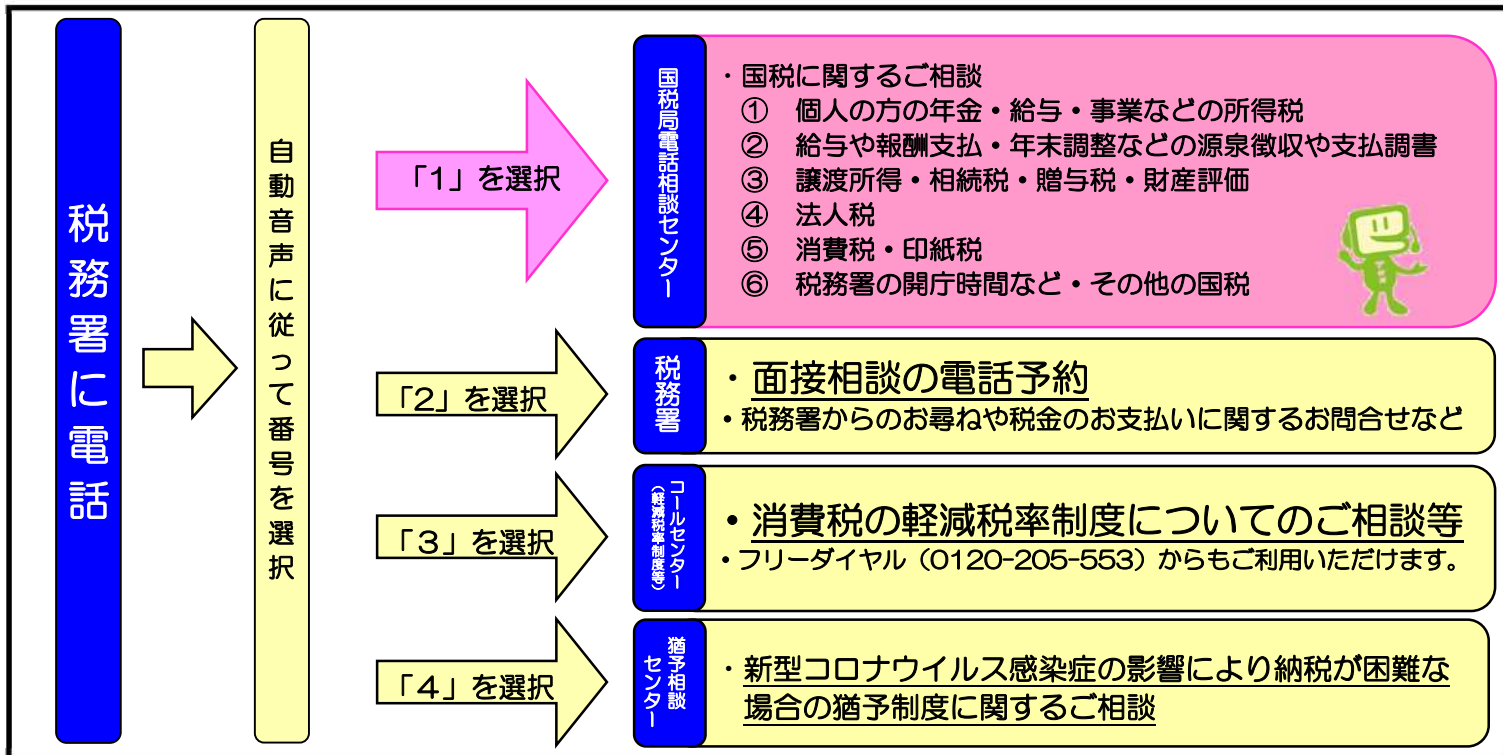 税務署に電話
自動音声に従って番号を選択
「1」を選択
国税局電話相談センター
・国税に関するご相談
① 個人の方の年金・給与・事業などの所得税
② 給与や報酬支払・年末調整などの源泉徴収や支払調書
③ 譲渡所得・相続税・贈与税・財産評価
④ 法人税
⑤ 消費税・印紙税
⑥ 税務署の開庁時間など・その他の国税
「2」を選択
税務署
・面接相談の電話予約
・税務署からのお尋ねや税金のお支払いに関するお問合せなど
「3」を選択
コールセンター
（軽減税率制度等）
・消費税の軽減税率制度についてのご相談等
・フリーダイヤル（0120-205-553）からもご利用いただけます。
「4」を選択
猶予相談
センター
・新型コロナウイルス感染症の影響により納税が困難な
場合の猶予制度に関するご相談